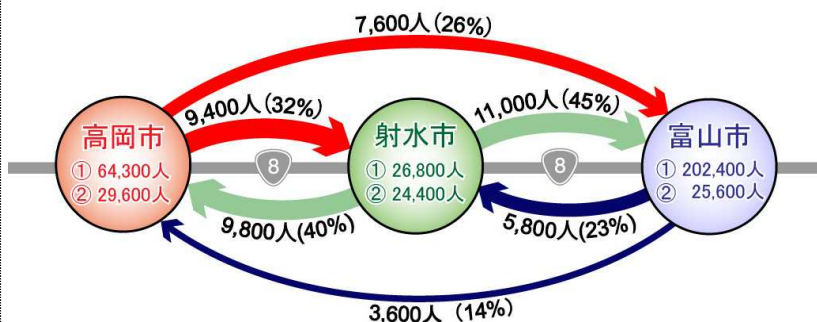 7,600人(26%)
9,400人(32%)
11,000人(45%)
高岡市
① 64,300人
② 29,600人
8
射水市
① 26,800人
② 24,400人
8
富山市
① 202,400人
② 25,600人
9,800人(40%)
5,800人(23%)
3,600人 (14%)